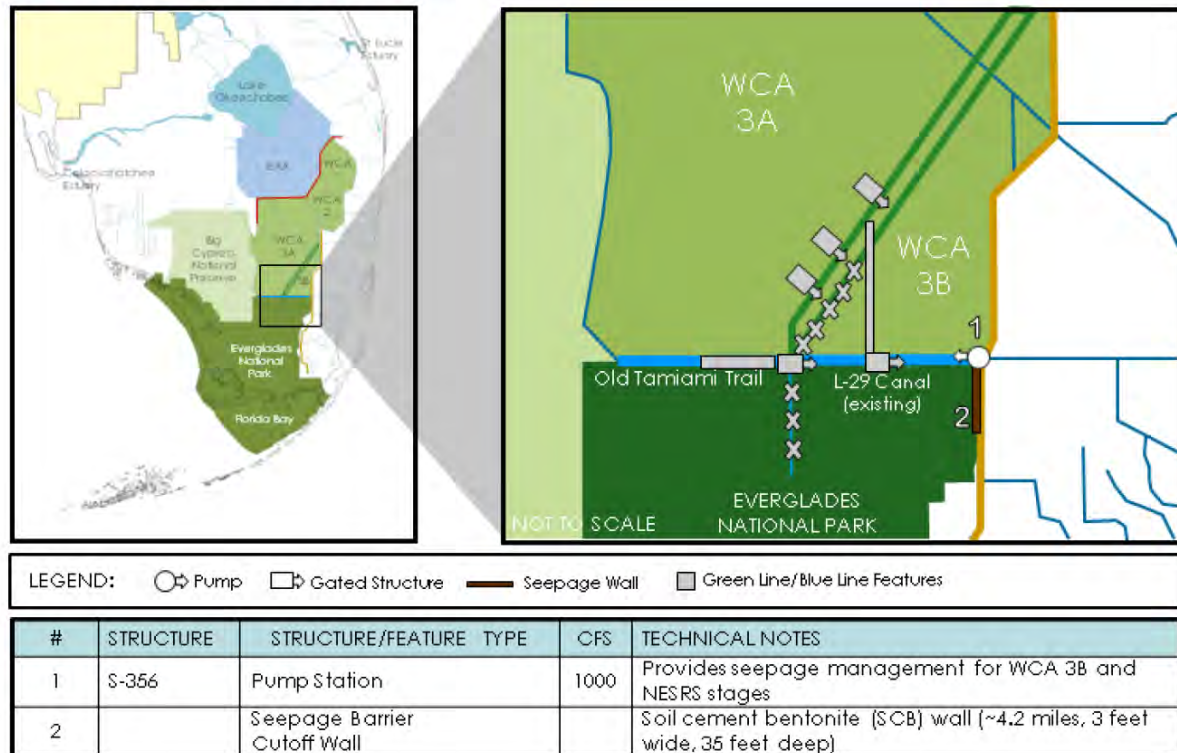 St Lucie
Estuary
Lake
Okeechobee
EAA
WCA
WCA
2
Caloosahatchee
Estuary
Big
Cypress
National
Preserve
WCA
3A
Everglades
National
Park
Florida Bay
WCA
3A
WCA
3B
1
Old Tamiami Trail
L-29 Canal
(existing)
2
EVERGLADES
NATIONAL PARK
NOT TO SCALE
LEGEND: Pump Gated Structure Seepage Wall Green Line/Blue Line Features
# STRUCTURE STRUCTURE/FEATURE TYPE CFS TECHNICAL NOTES
1 S-356 Pump Station 1000 Provides seepage management for WCA 3B and
NESRS stages
2 Seepage Barrier
Cutoff Wall
Soil cement bentonite (SCB) wall (~4.2 miles, 3 feet
wide, 35 feet deep)